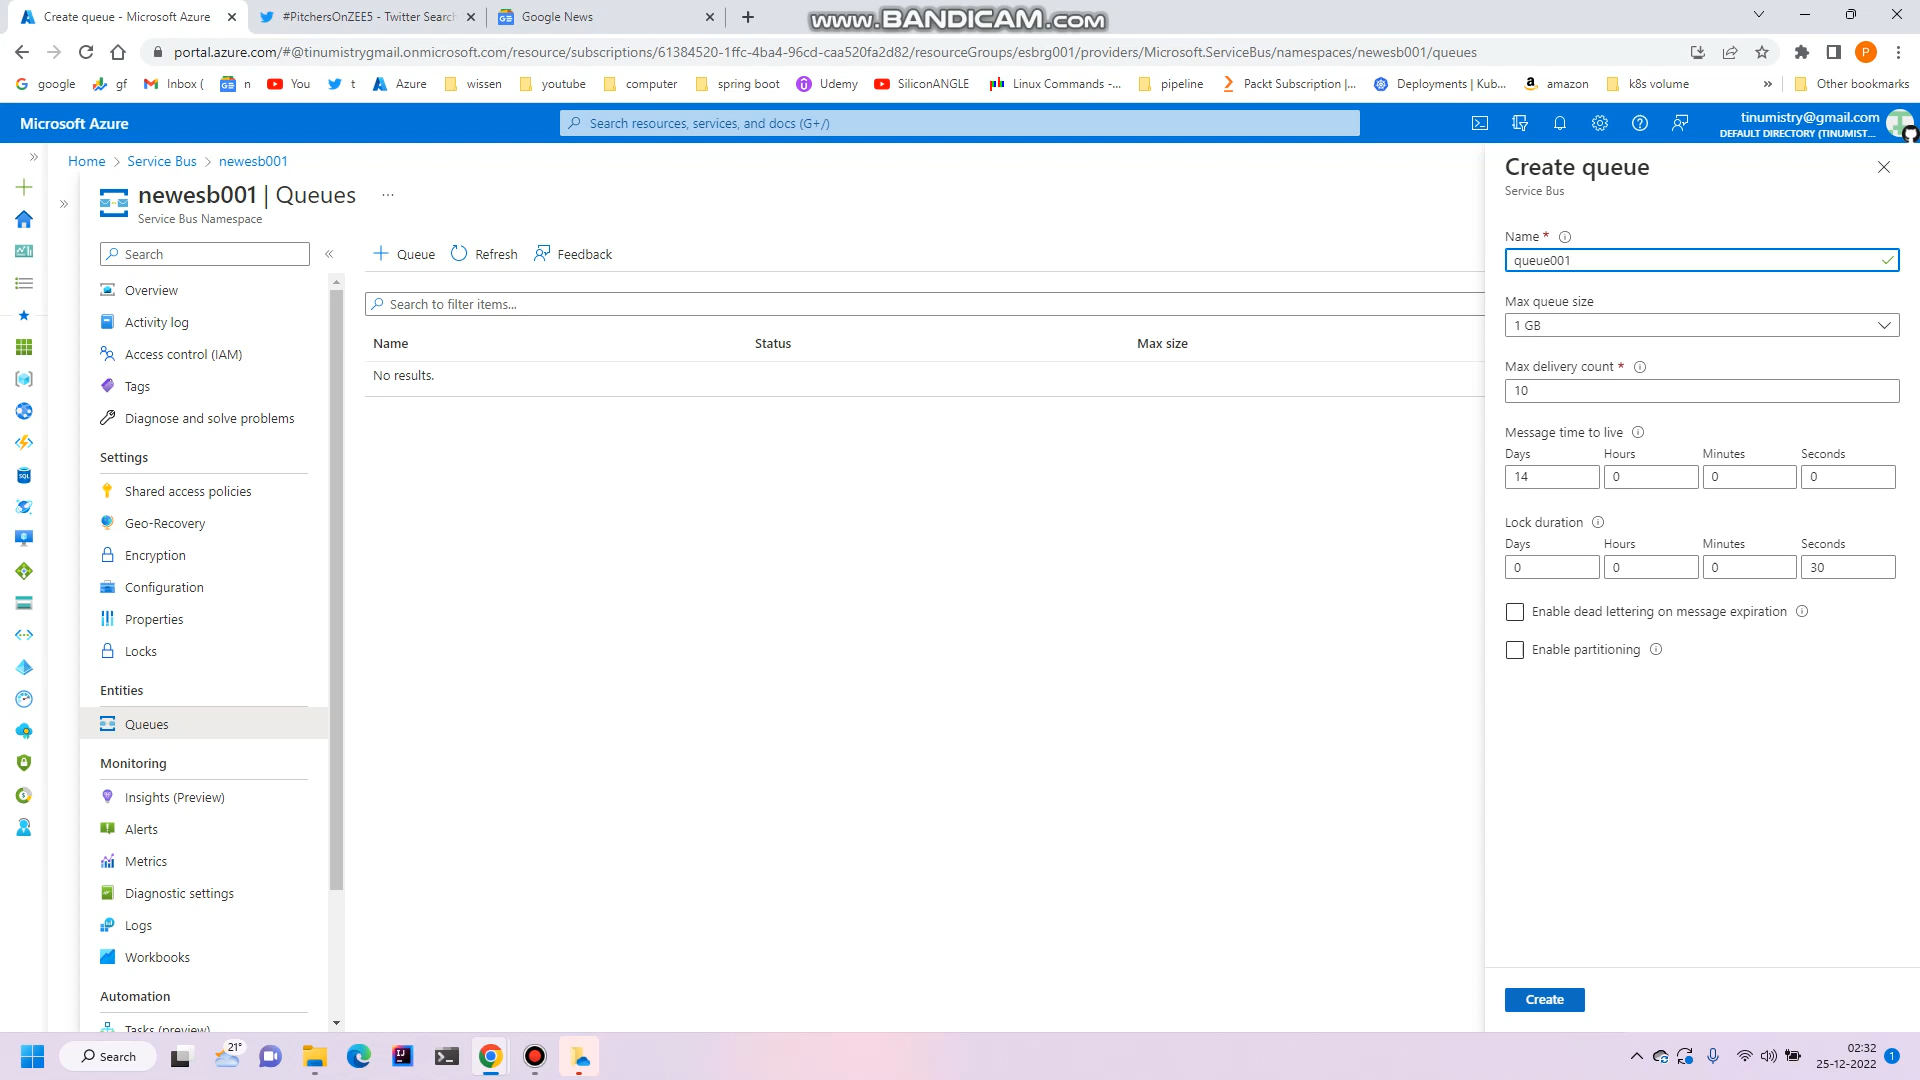 Create queue - Microsoft Azure
#PitchersOnZEE5 - Twitter Search
Google News
www.BANDICAM.com
portal.azure.com/#@tinumistrygmail.onmicrosoft.com/resource/subscriptions/61384520-1ffc-4ba4-96cd-caa520fa2d82/resourceGroups/esbrg001/providers/Microsoft.ServiceBus/namespaces/newesb001/queues
P
google
gf
Inbox (
n
You
t
Azure
wissen
youtube
computer
spring boot
Udemy
SiliconANGLE
Linux Commands -...
pipeline
Packt Subscription |...
Deployments | Kub...
amazon
k8s volume
»
Other bookmarks
Microsoft Azure
Search resources, services, and docs (G+/)
tinumistry@gmail.com
DEFAULT DIRECTORY (TINUMIST...
Home > Service Bus > newesb001
newesb001 | Queues
...
Service Bus Namespace
Search
Overview
Activity log
Access control (IAM)
Tags
Diagnose and solve problems
Settings
Shared access policies
Geo-Recovery
Encryption
Configuration
Properties
Locks
Entities
Queues
Monitoring
Insights (Preview)
Alerts
Metrics
Diagnostic settings
Logs
Workbooks
Automation
Tasks (preview)
Queue
Refresh
Feedback
Search to filter items...
Name
Status
Max size
No results.
Create queue
Service Bus
Name *
queue001
Max queue size
1 GB
Max delivery count *
10
Message time to live
Days Hours Minutes Seconds
14 0 0 0
Lock duration
Days Hours Minutes Seconds
0 0 0 30
Enable dead lettering on message expiration
Enable partitioning
Create
Search
21°
02:32
25-12-2022
1